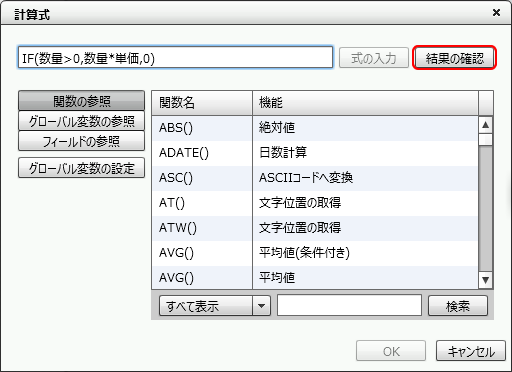 計算式
IF(数量>0,数量*単価,0) 式の入力 結果の確認
関数の参照
グローバル変数の参照
フィールドの参照
グローバル変数の設定
関数名 機能
ABS() 絶対値
ADATE() 日数計算
ASC() ASCIIコードへ変換
AT() 文字位置の取得
ATW() 文字位置の取得
AVG() 平均値(条件付き)
AVG() 平均値
すべて表示 検索
OK キャンセル